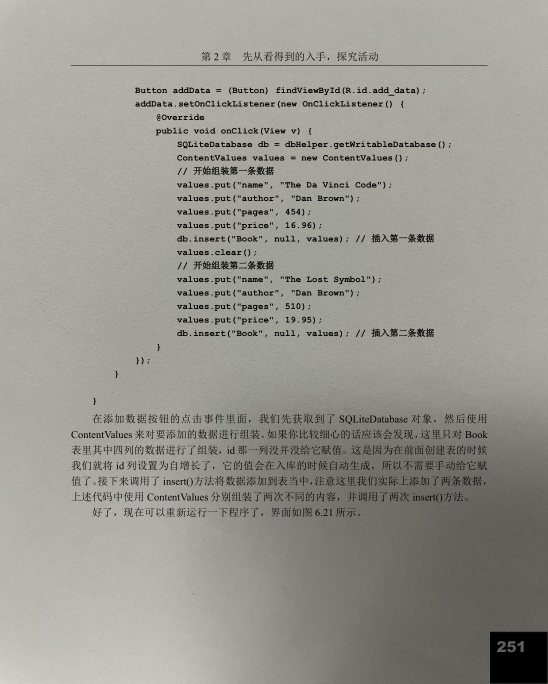 第 2 章　先从看得到的入手，探究活动
Button addData = (Button) findViewById(R.id.add_data);
addData.setOnClickListener(new OnClickListener() {
@Override
public void onClick(View v) {
SQLiteDatabase db = dbHelper.getWritableDatabase();
ContentValues values = new ContentValues();
// 开始组装第一条数据
values.put("name", "The Da Vinci Code");
values.put("author", "Dan Brown");
values.put("pages", 454);
values.put("price", 16.96);
db.insert("Book", null, values); // 插入第一条数据
values.clear();
// 开始组装第二条数据
values.put("name", "The Lost Symbol");
values.put("author", "Dan Brown");
values.put("pages", 510);
values.put("price", 19.95);
db.insert("Book", null, values); // 插入第二条数据
}
});
}
}
在添加数据按钮的点击事件里面，我们先获取到了 SQLiteDatabase 对象，然后使用
ContentValues 来对要添加的数据进行组装。如果你比较细心的话应该会发现，这里只对 Book
表里其中四列的数据进行了组装，id 那一列没并没给它赋值。这是因为在前面创建表的时候
我们就将 id 列设置为自增长了，它的值会在入库的时候自动生成，所以不需要手动给它赋
值了。接下来调用了 insert()方法将数据添加到表当中，注意这里我们实际上添加了两条数据，
上述代码中使用 ContentValues 分别组装了两次不同的内容，并调用了两次 insert()方法。
好了，现在可以重新运行一下程序了，界面如图 6.21 所示。
251